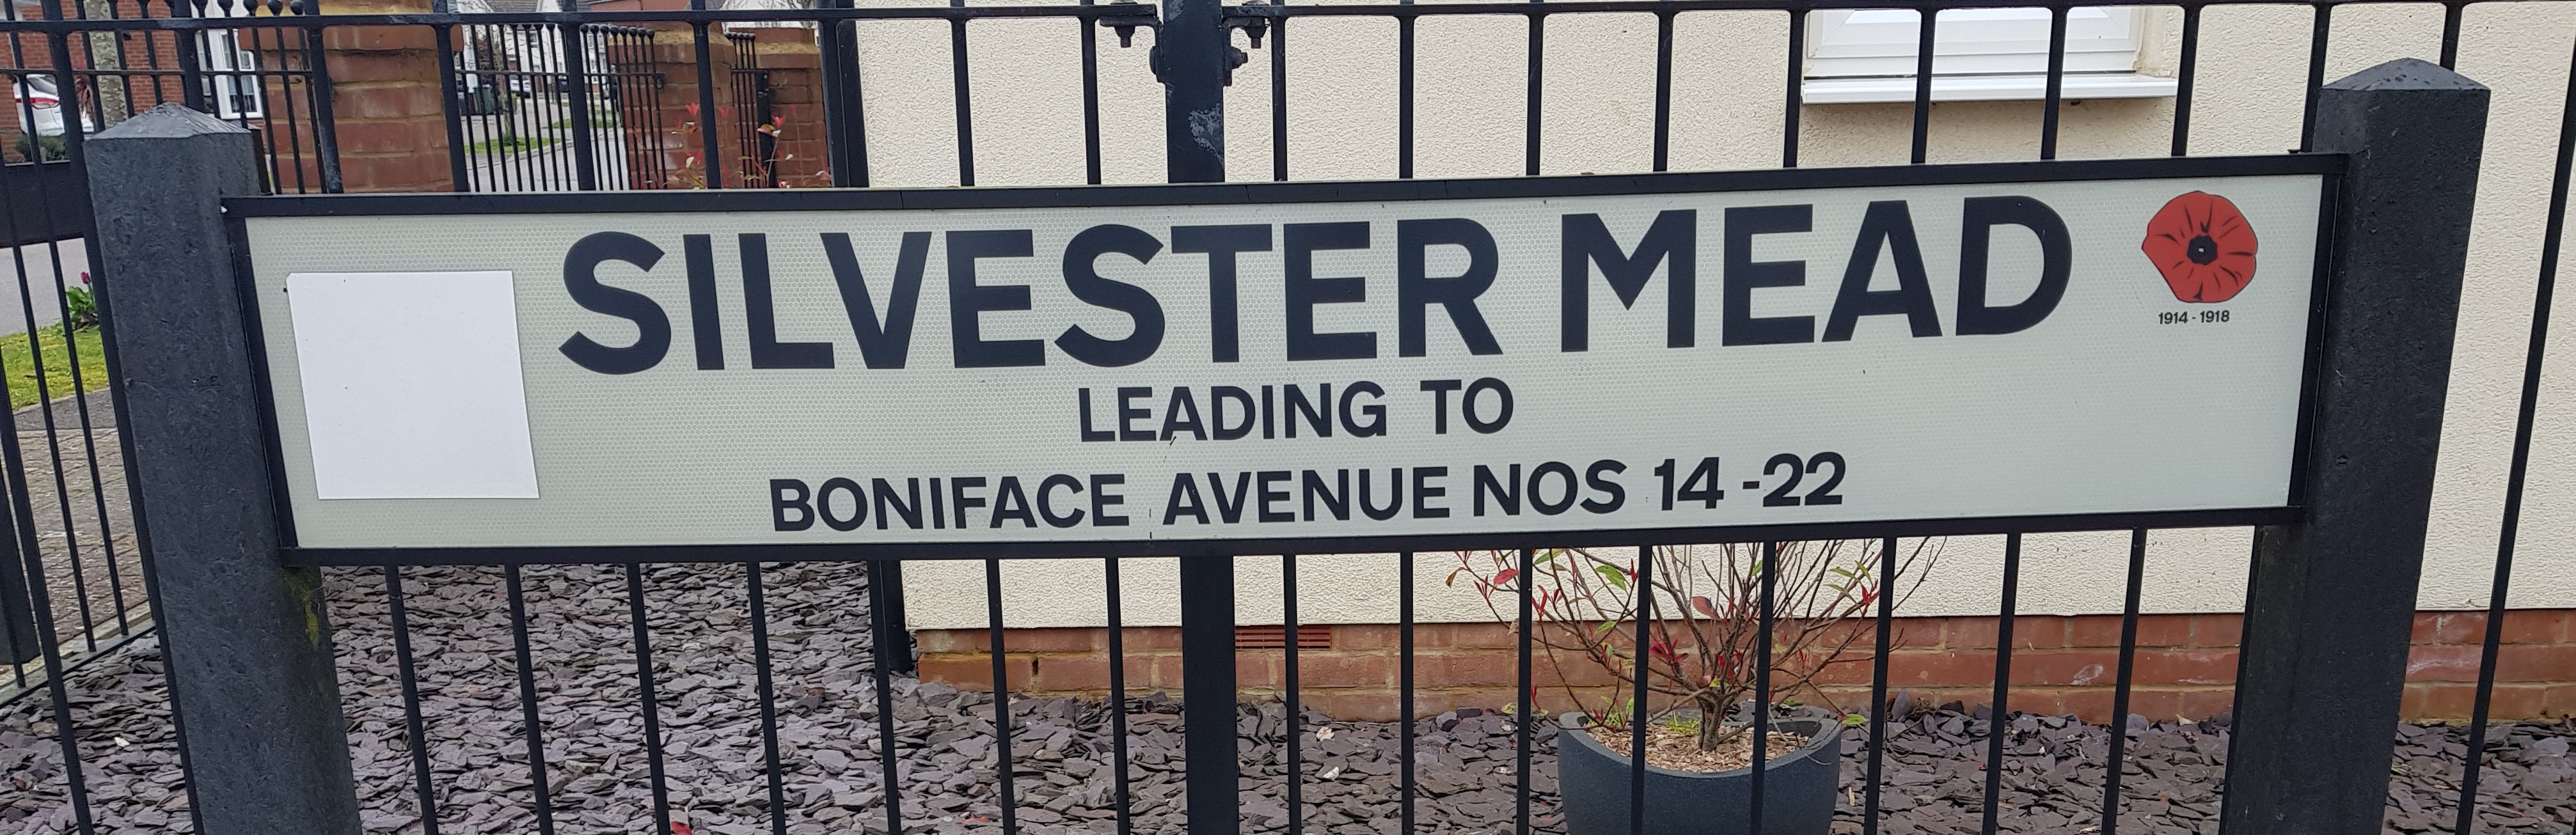 SILVESTER MEAD
1914 - 1918
LEADING TO
BONIFACE AVENUE NOS 14 -22